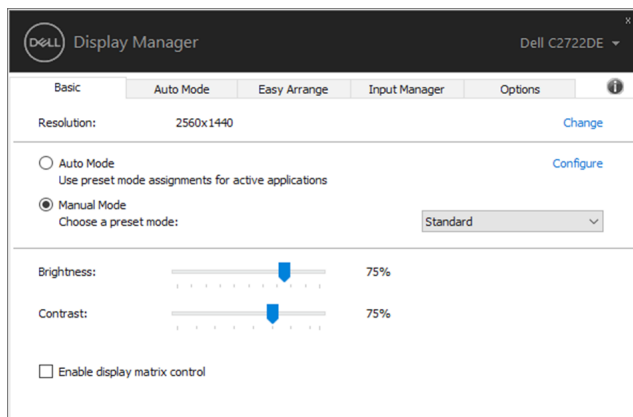 DELL Display Manager Dell C2722DE
x
Basic Auto Mode Easy Arrange Input Manager Options i
Resolution: 2560x1440 Change
Auto Mode Configure
Use preset mode assignments for active applications
Manual Mode
Choose a preset mode: Standard
Brightness: 75%
Contrast: 75%
Enable display matrix control